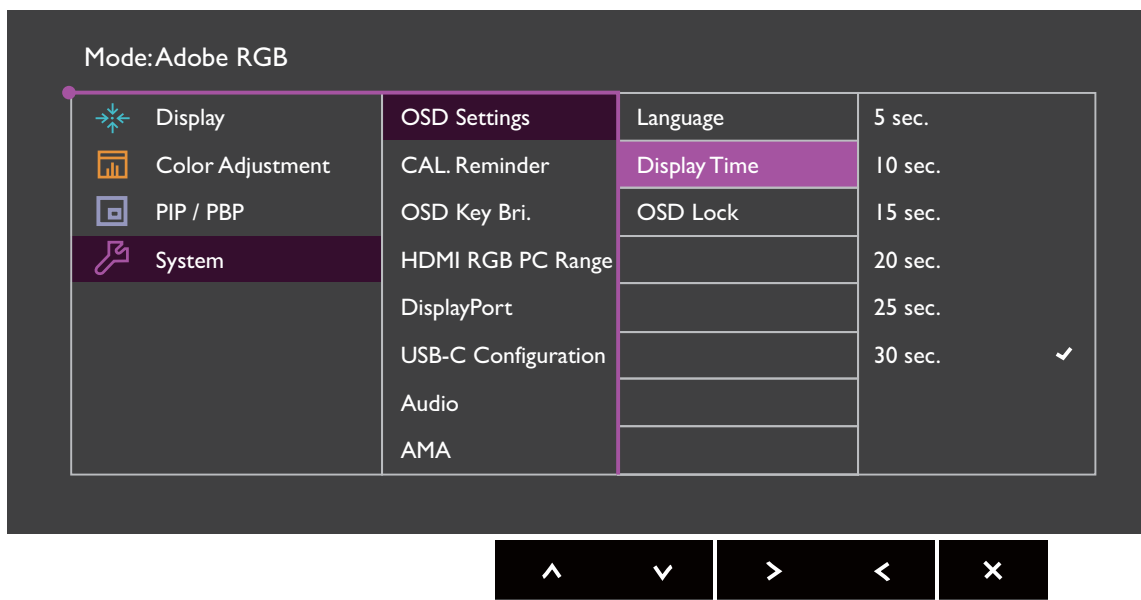 Mode: Adobe RGB
Display
Color Adjustment
PIP / PBP
System
OSD Settings
CAL. Reminder
OSD Key Bri.
HDMI RGB PC Range
DisplayPort
USB-C Configuration
Audio
AMA
Language
Display Time
OSD Lock
5 sec.
10 sec.
15 sec.
20 sec.
25 sec.
30 sec.